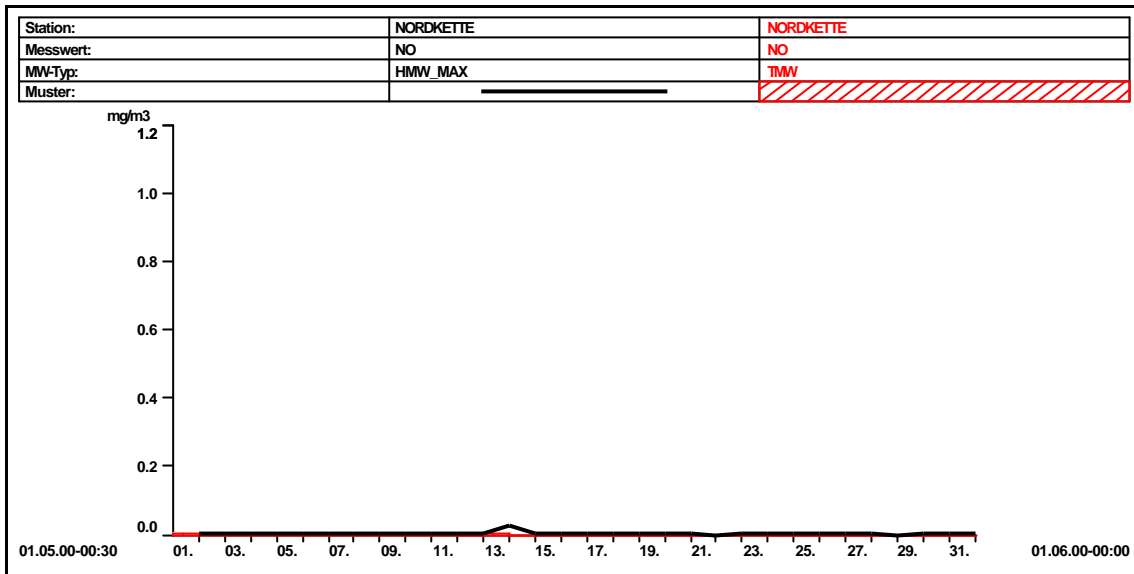 Station: NORDKETTE NORDKETTE
Messwert: NO NO
MW-Typ: HMW_MAX TMW
Muster:
mg/m3
1.2
1.0
0.8
0.6
0.4
0.2
0.0
01.05.00-00:30 01. 03. 05. 07. 09. 11. 13. 15. 17. 19. 21. 23. 25. 27. 29. 31. 01.06.00-00:00